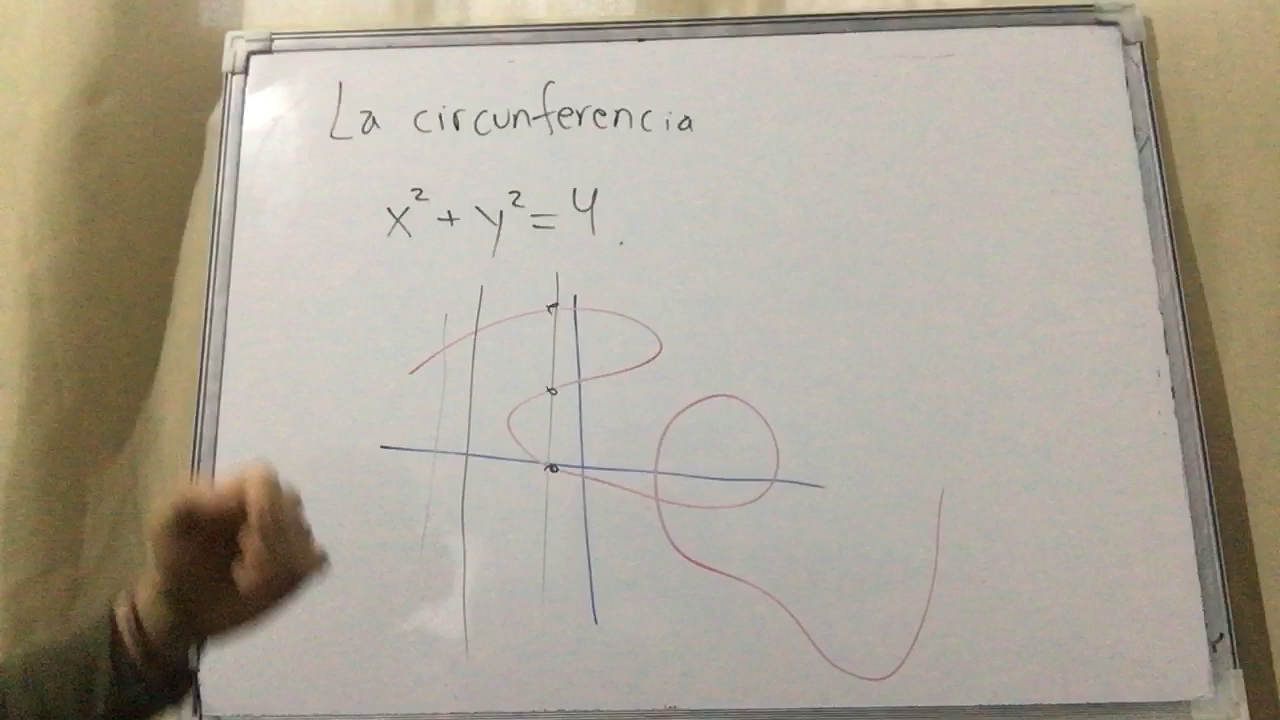 La circunferencia
x² + y² = 4